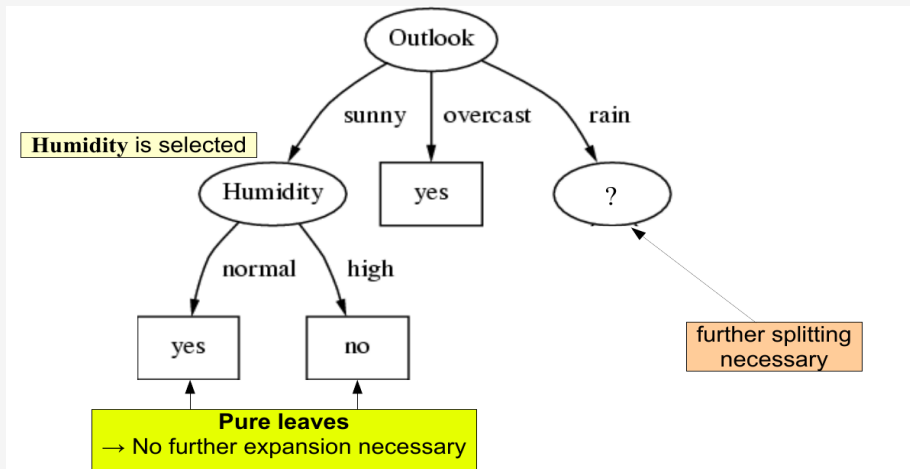 Outlook
sunny
overcast
rain
Humidity is selected
Humidity
yes
?
normal
high
yes
no
further splitting
necessary
Pure leaves
→ No further expansion necessary